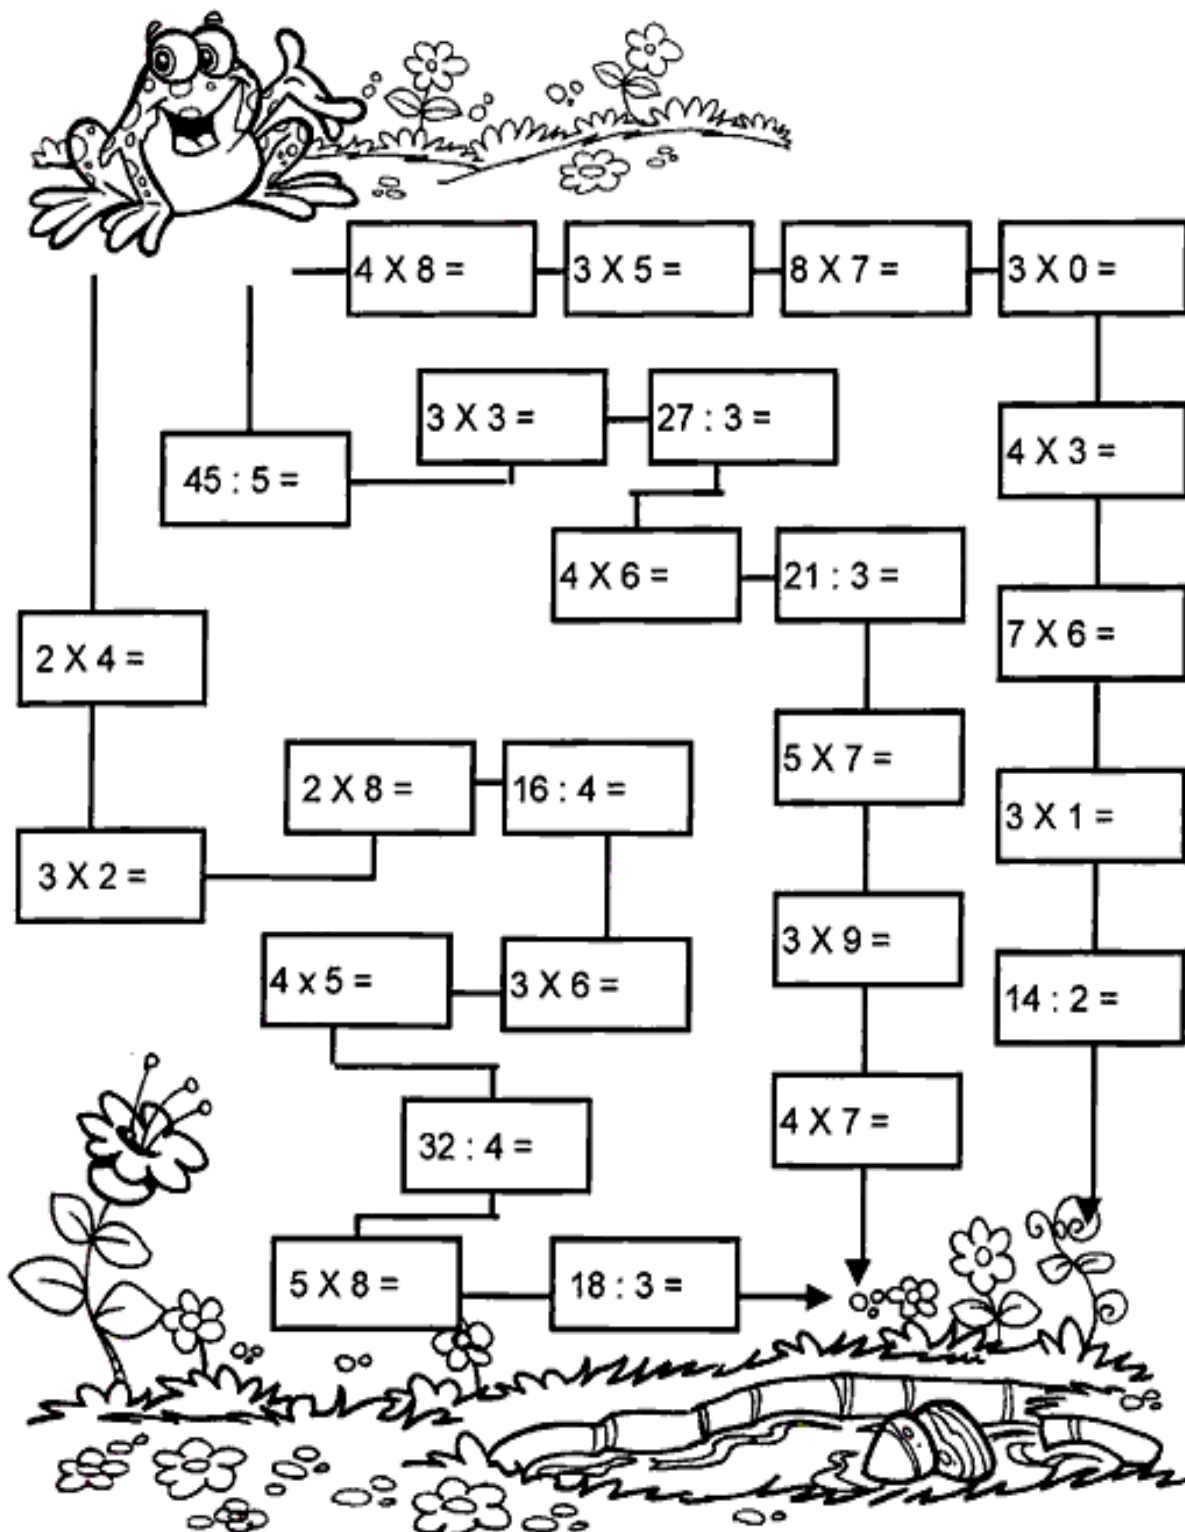 4 X 8 =
3 X 5 =
8 X 7 =
3 X 0 =
3 X 3 =
27 : 3 =
4 X 3 =
45 : 5 =
4 X 6 =
21 : 3 =
7 X 6 =
2 X 4 =
5 X 7 =
2 X 8 =
16 : 4 =
3 X 1 =
3 X 2 =
3 X 9 =
4 x 5 =
3 X 6 =
14 : 2 =
4 X 7 =
32 : 4 =
5 X 8 =
18 : 3 =